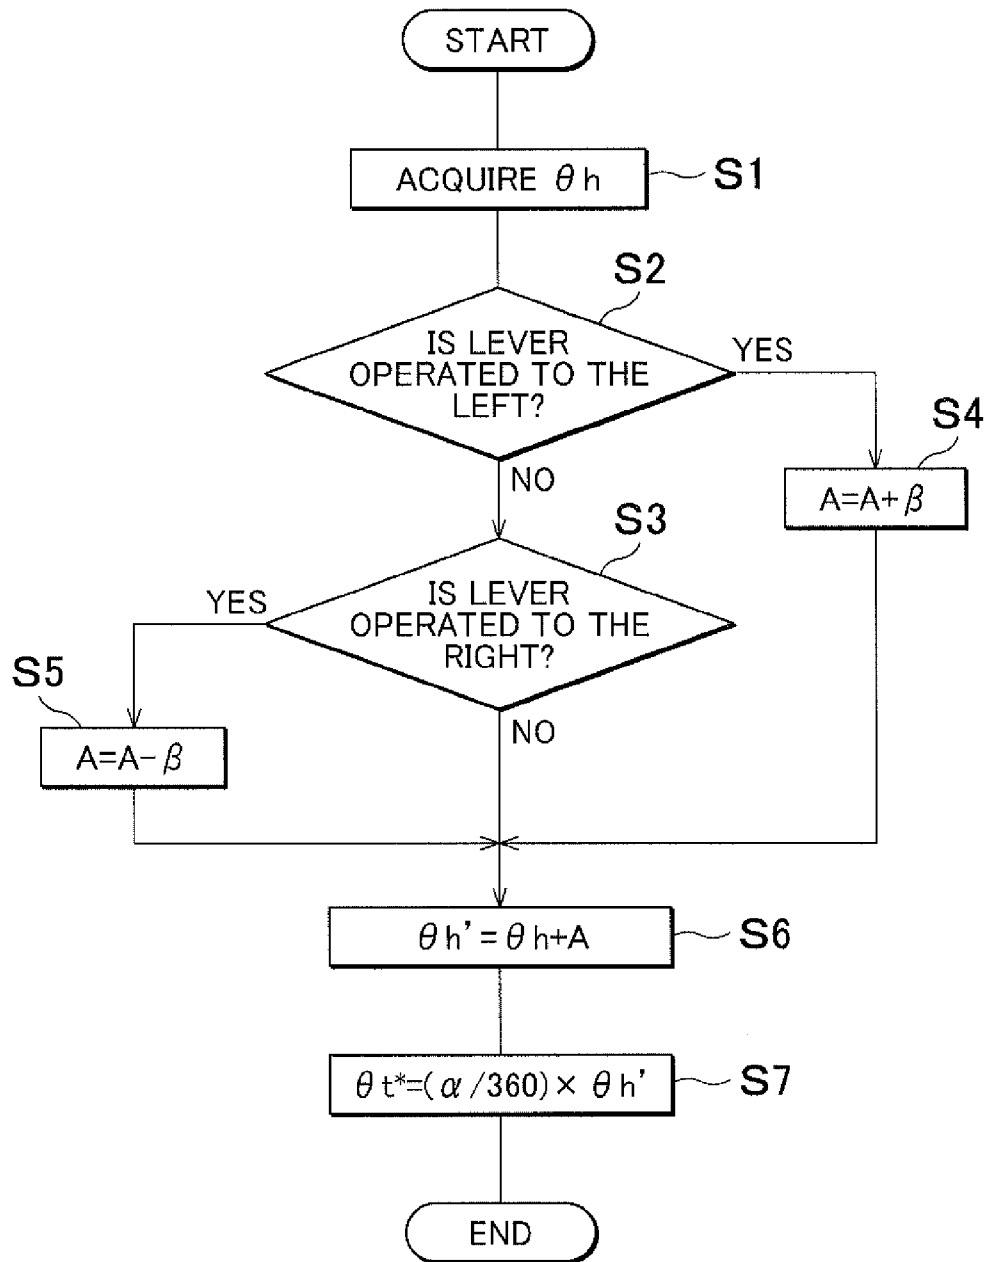 START
ACQUIRE θh
S1
S2
IS LEVER
OPERATED TO THE
LEFT?
YES
NO
S4
A=A+β
S3
IS LEVER
OPERATED TO THE
RIGHT?
YES
NO
S5
A=A-β
θh'=θh+A
S6
θt*=(α/360)×θh'
S7
END